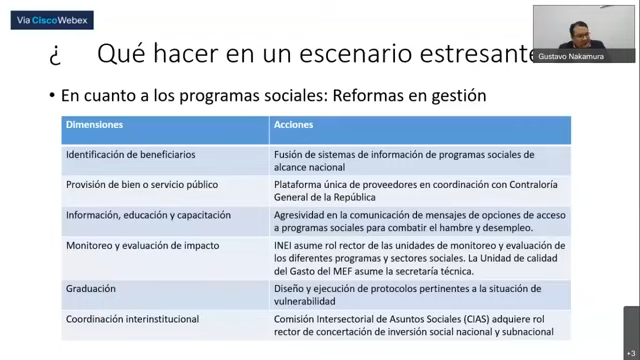 Via Cisco Webex
¿ Qué hacer en un escenario estresante
Gustavo Nakamura
• En cuanto a los programas sociales: Reformas en gestión
Dimensiones
Acciones
Identificación de beneficiarios
Fusión de sistemas de información de programas sociales de
alcance nacional
Provisión de bien o servicio público
Plataforma única de proveedores en coordinación con Contraloría
General de la República
Información, educación y capacitación
Agresividad en la comunicación de mensajes de opciones de acceso
a programas sociales para combatir el hambre y desempleo.
Monitoreo y evaluación de impacto
INEI asume rol rector de las unidades de monitoreo y evaluación de
los diferentes programas y sectores sociales. La Unidad de calidad
del Gasto del MEF asume la secretaría técnica.
Graduación
Diseño y ejecución de protocolos pertinentes a la situación de
vulnerabilidad
Coordinación interinstitucional
Comisión Intersectorial de Asuntos Sociales (CIAS) adquiere rol
rector de concertación de inversión social nacional y subnacional
+3